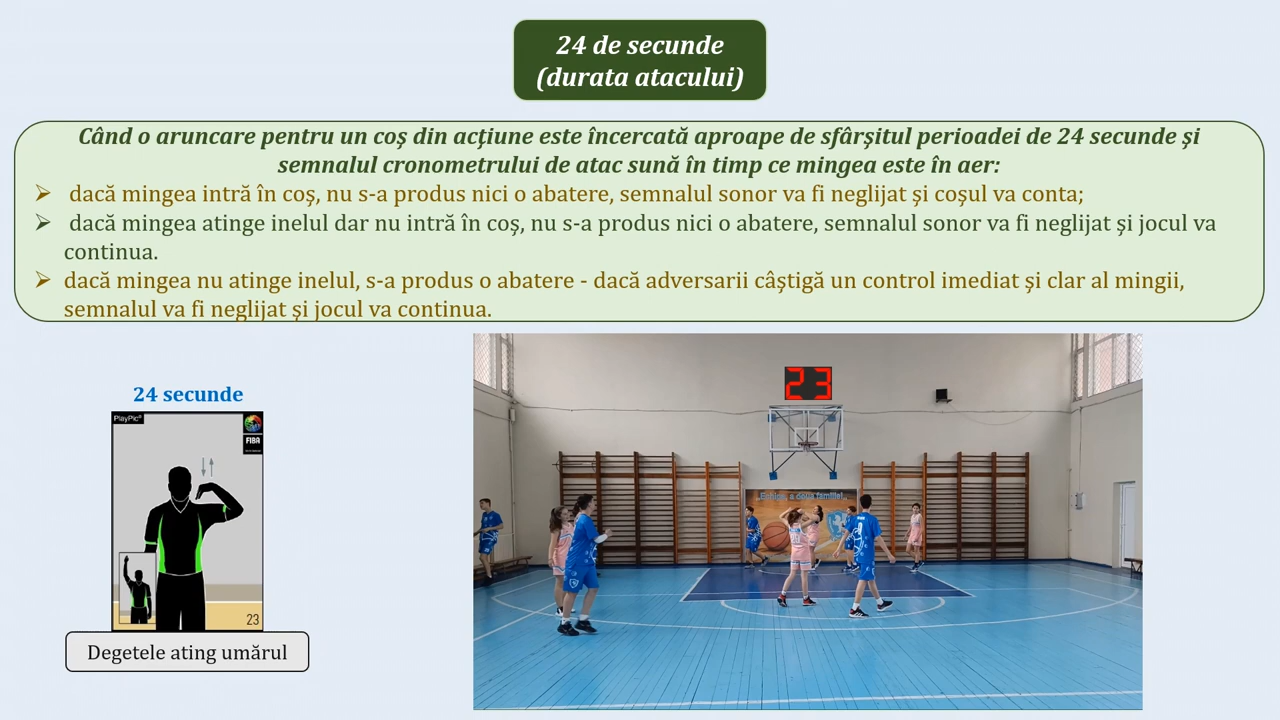 24 de secunde
(durata atacului)
Când o aruncare pentru un coş din acţiune este încercată aproape de sfârşitul perioadei de 24 secunde şi
semnalul cronometrului de atac sună în timp ce mingea este în aer:
dacă mingea intră în coş, nu s-a produs nici o abatere, semnalul sonor va fi neglijat şi coşul va conta;
dacă mingea atinge inelul dar nu intră în coş, nu s-a produs nici o abatere, semnalul sonor va fi neglijat şi jocul va
continua.
dacă mingea nu atinge inelul, s-a produs o abatere - dacă adversarii câştigă un control imediat şi clar al mingii,
semnalul va fi neglijat şi jocul va continua.
24 secunde
PlayPic®
FIBA
23
Degetele ating umărul
23
„Echipa, a doua familie!”